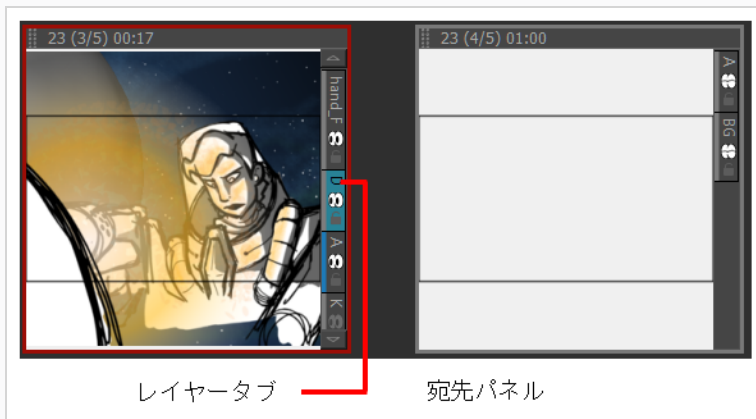 23 (3/5) 00:17
hand_F
D
A
K
23 (4/5) 01:00
A
BG
レイヤータブ
宛先パネル